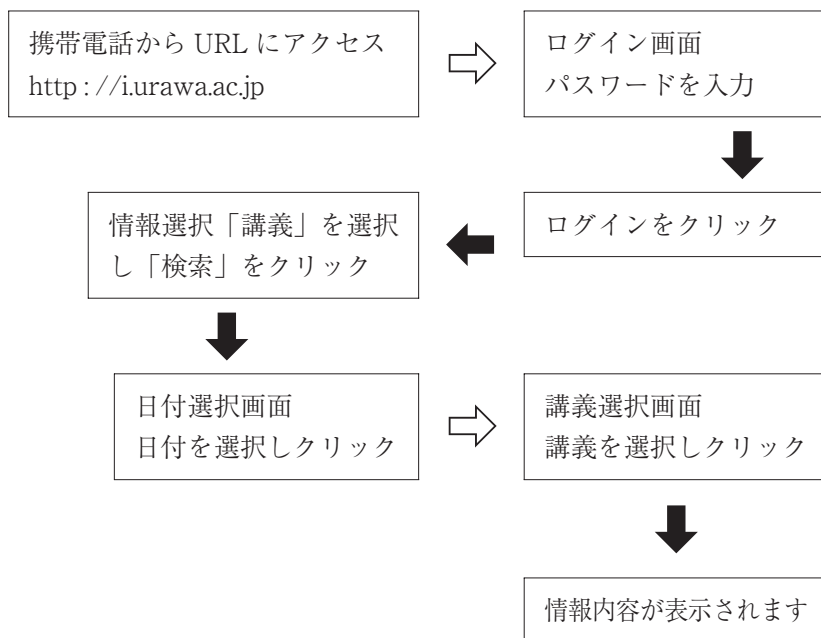 携帯電話から URL にアクセス
http : //i.urawa.ac.jp
ログイン画面
パスワードを入力
ログインをクリック
情報選択「講義」を選択
し「検索」をクリック
日付選択画面
日付を選択しクリック
講義選択画面
講義を選択しクリック
情報内容が表示されます